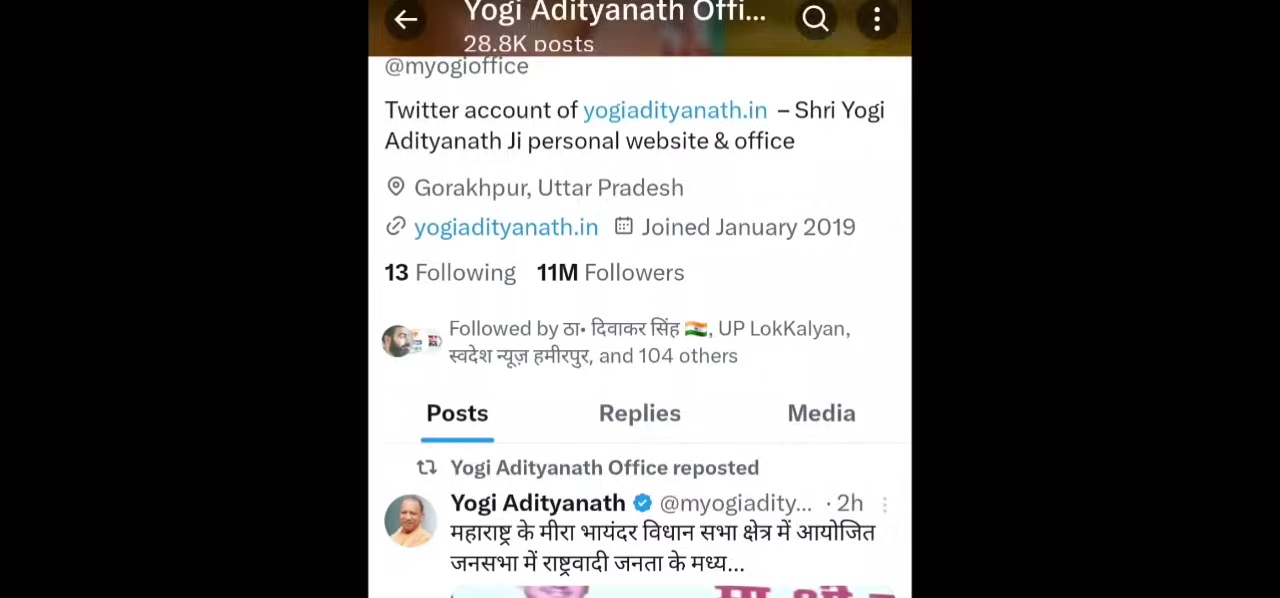 Yogi Adityanath Offi...
28.8K posts
@myogioffice
Twitter account of yogiadityanath.in – Shri Yogi
Adityanath Ji personal website & office
Gorakhpur, Uttar Pradesh
yogiadityanath.in Joined January 2019
13 Following 11M Followers
Followed by ठा॰ दिवाकर सिंह 🇮🇳, UP LokKalyan,
स्वदेश न्यूज़ हमीरपुर, and 104 others
Posts Replies Media
Yogi Adityanath Office reposted
Yogi Adityanath @myogiadity... · 2h
महाराष्ट्र के मीरा भायंदर विधान सभा क्षेत्र में आयोजित
जनसभा में राष्ट्रवादी जनता के मध्य...